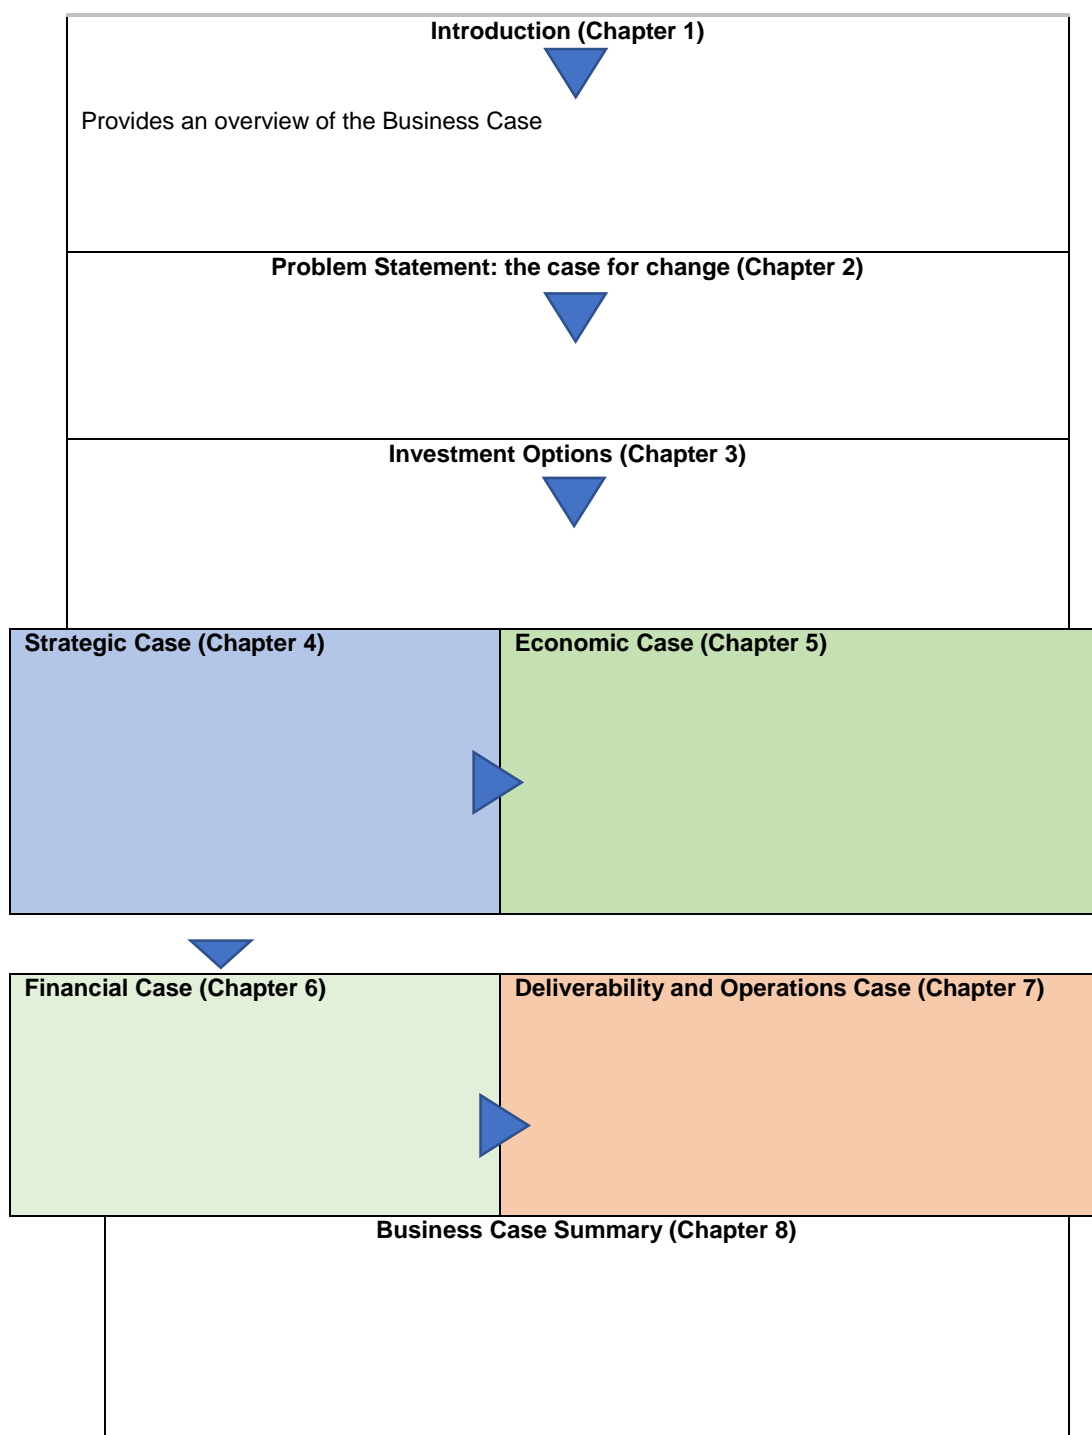 Introduction (Chapter 1)
Provides an overview of the Business Case
Problem Statement: the case for change (Chapter 2)
Investment Options (Chapter 3)
Strategic Case (Chapter 4)
Economic Case (Chapter 5)
Financial Case (Chapter 6)
Deliverability and Operations Case (Chapter 7)
Business Case Summary (Chapter 8)